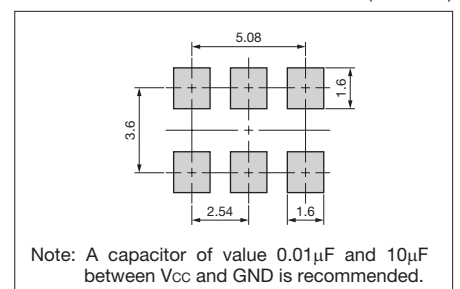 5.08
1.6
3.6
2.54
1.6
Note: A capacitor of value 0.01μF and 10μF
between Vcc and GND is recommended.